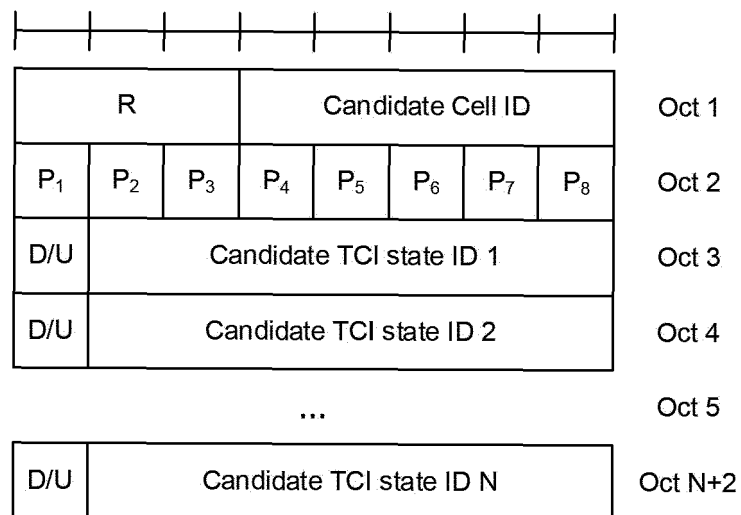 R Candidate Cell ID Oct 1
P₁ P₂ P₃ P₄ P₅ P₆ P₇ P₈ Oct 2
D/U Candidate TCI state ID 1 Oct 3
D/U Candidate TCI state ID 2 Oct 4
... Oct 5
D/U Candidate TCI state ID N Oct N+2